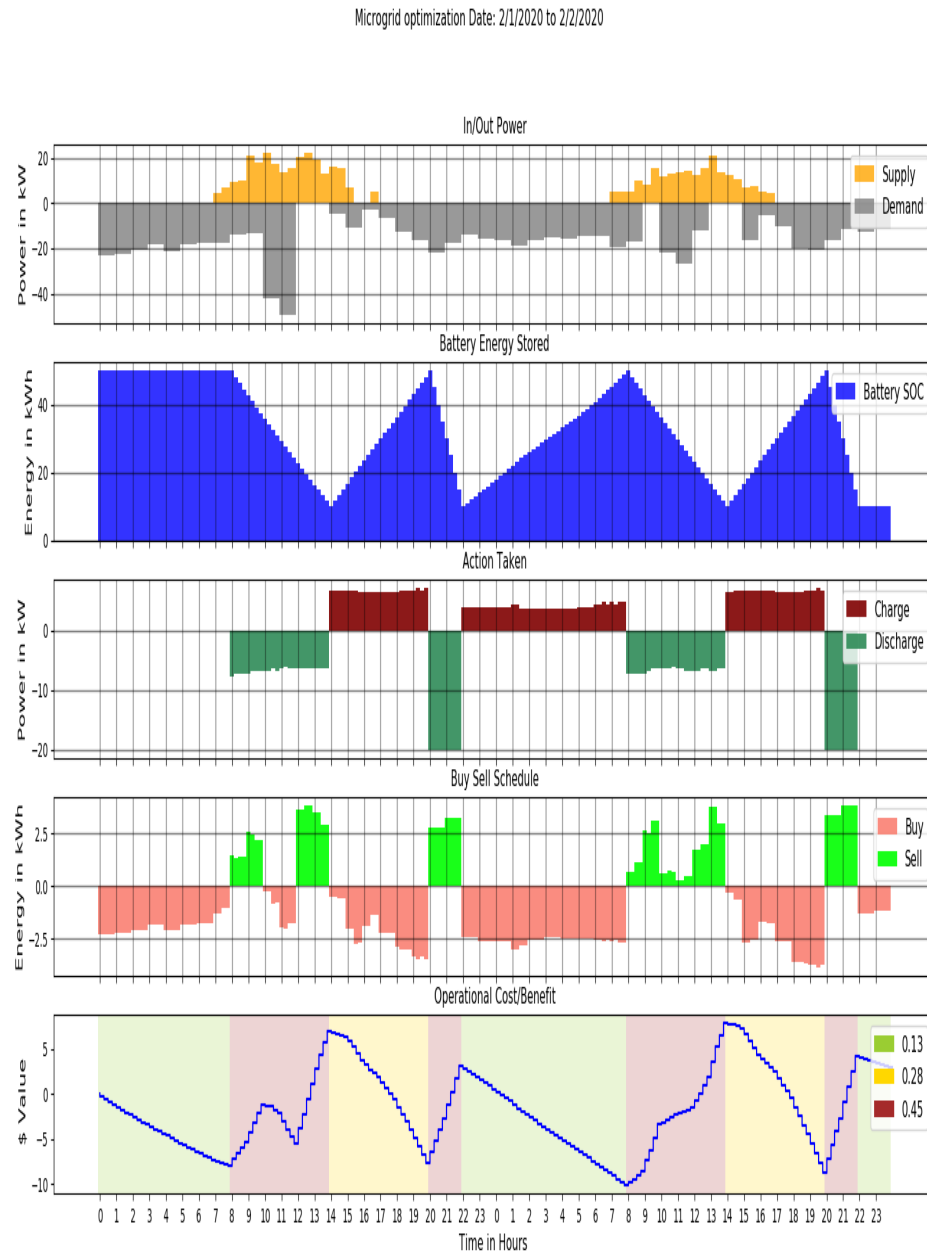 Microgrid optimization Date: 2/1/2020 to 2/2/2020
In/Out Power
Power in kW
20
0
−20
−40
Supply
Demand
Battery Energy Stored
Energy in kWh
40
20
0
Battery SOC
Action Taken
Power in kW
0
−10
−20
Charge
Discharge
Buy Sell Schedule
Energy in kWh
2.5
0.0
−2.5
Buy
Sell
Operational Cost/Benefit
$ Value
5
0
−5
−10
0.13
0.28
0.45
0 1 2 3 4 5 6 7 8 9 10 11 12 13 14 15 16 17 18 19 20 21 22 23 0 1 2 3 4 5 6 7 8 9 10 11 12 13 14 15 16 17 18 19 20 21 22 23
Time in Hours